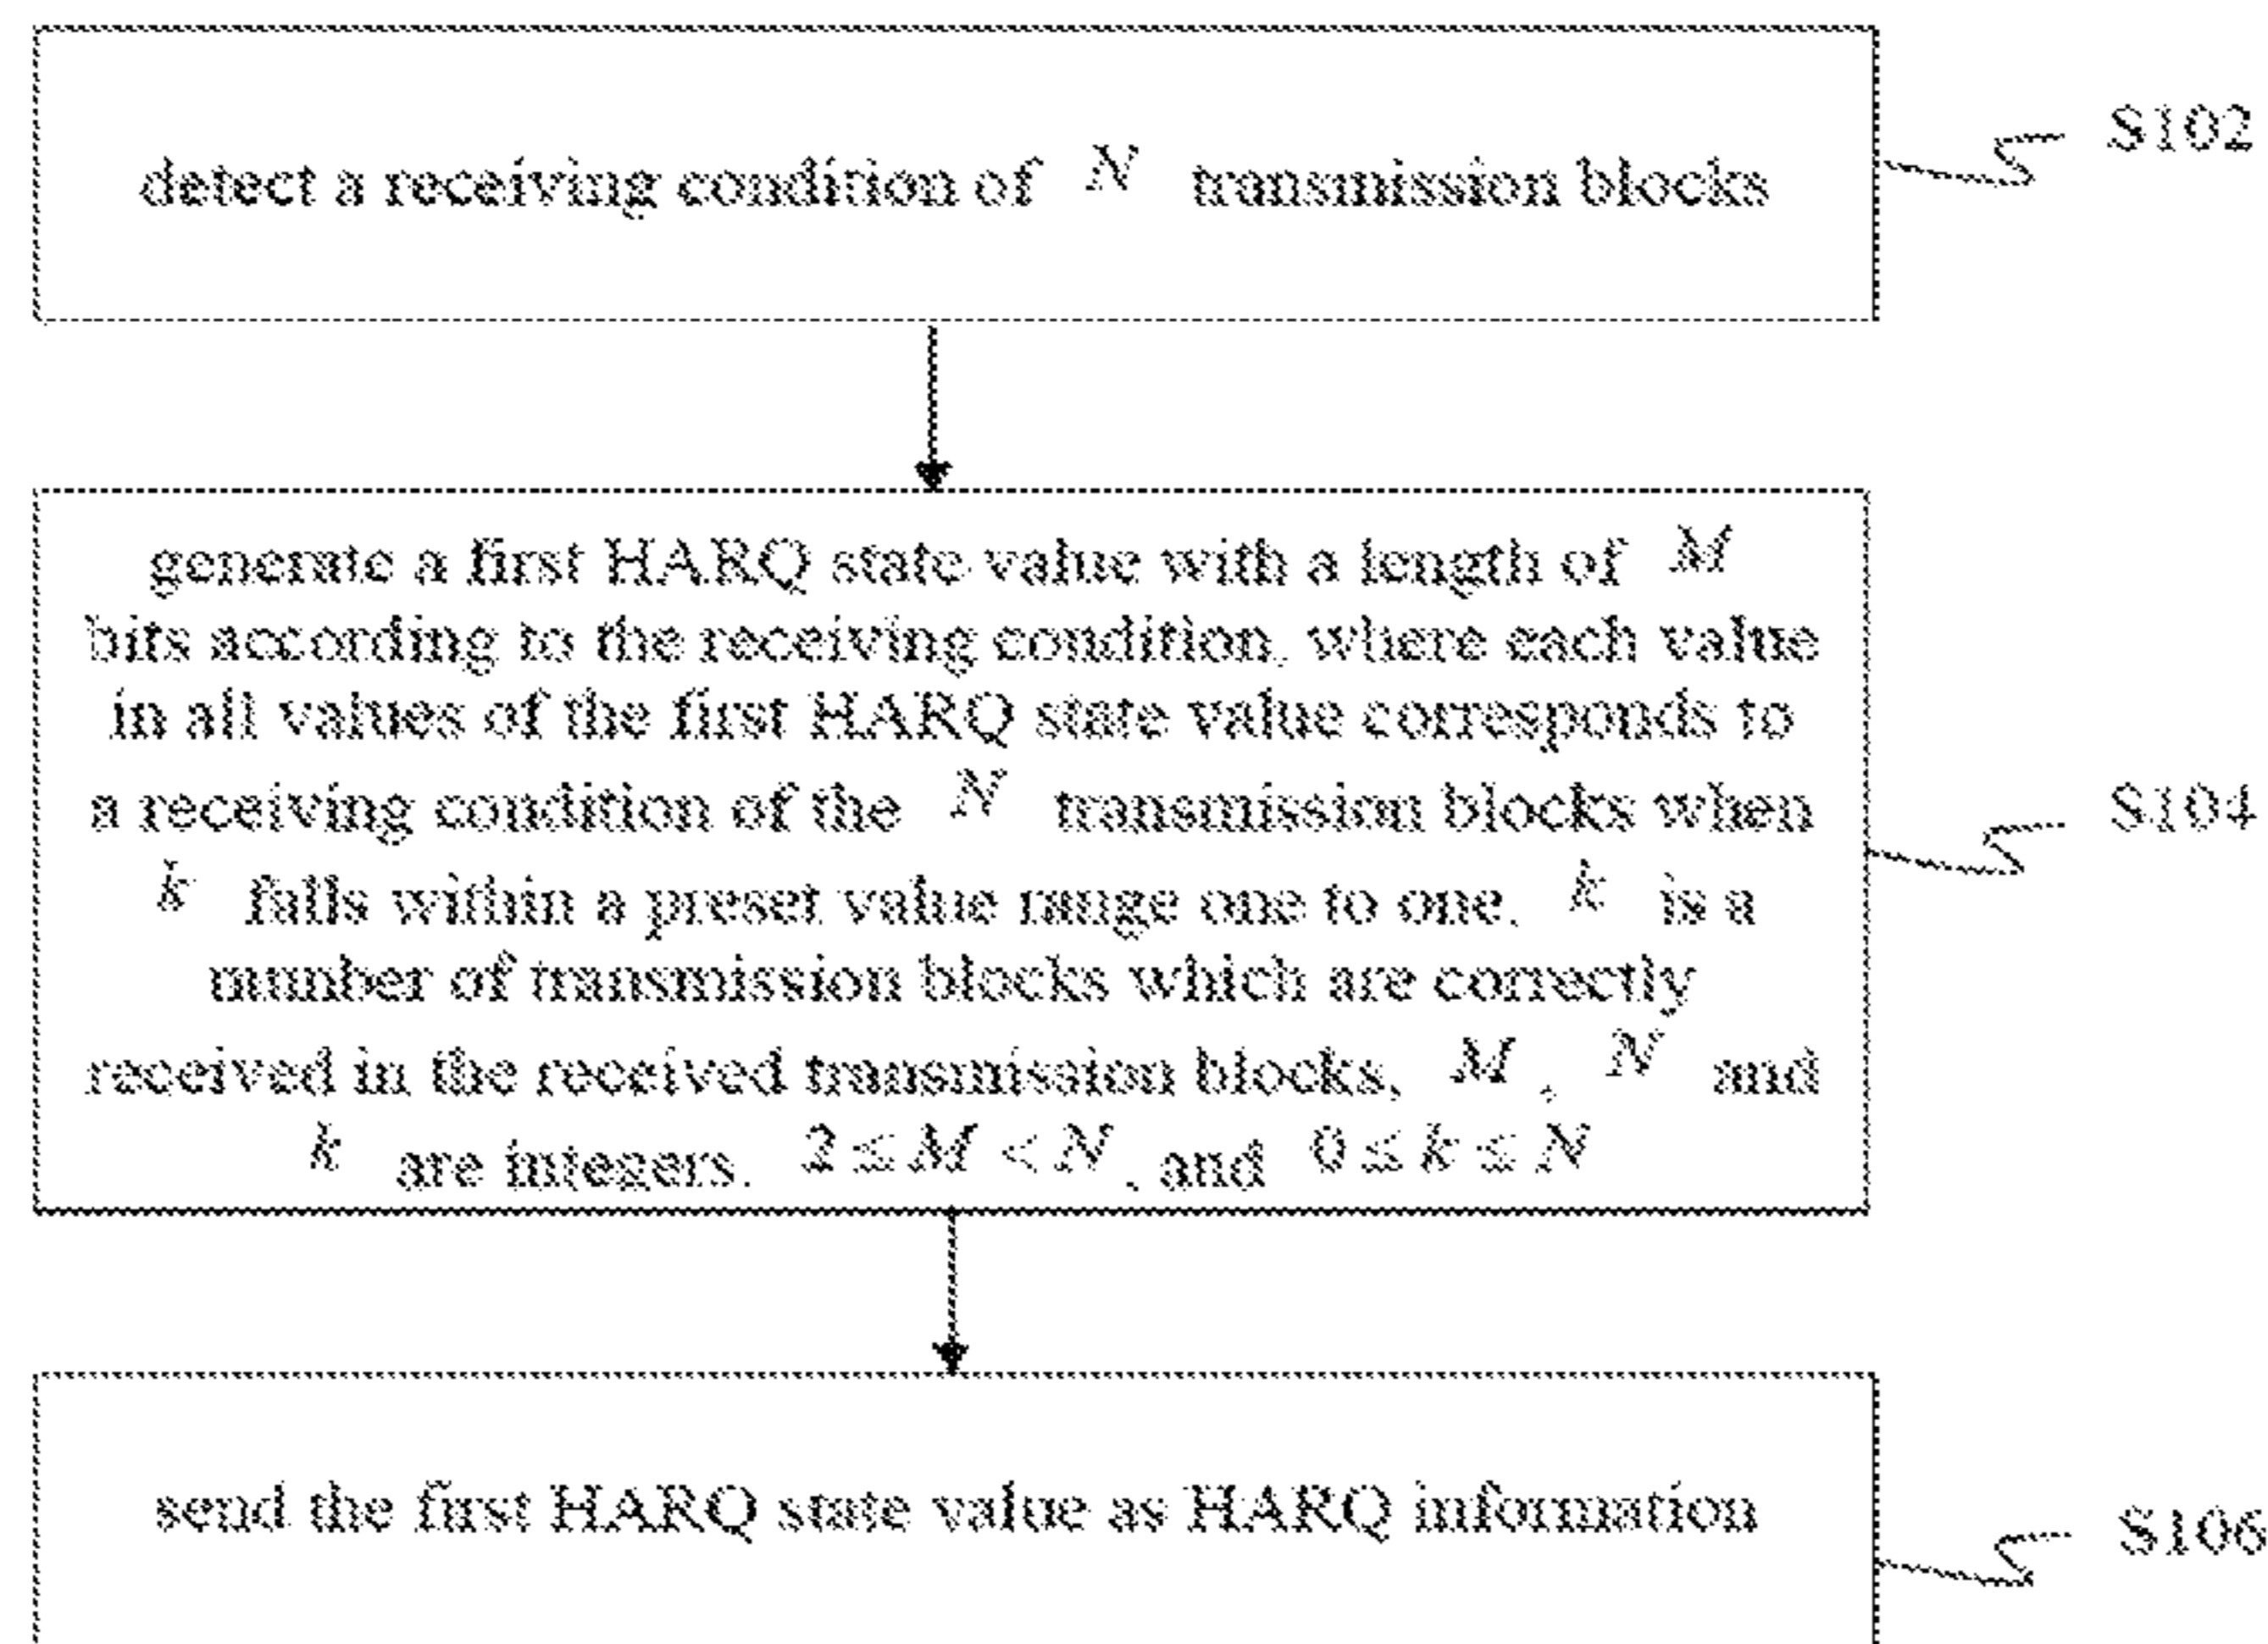 detect a receiving condition of N transmission blocks
S102
generate a first HARQ state value with a length of M
bits according to the receiving condition, where each value
in all values of the first HARQ state value corresponds to
a receiving condition of the N transmission blocks when
k falls within a preset value range one to one, k is a
number of transmission blocks which are correctly
received in the received transmission blocks, M, N and
k are integers, 2 ≤ M < N, and 0 ≤ k ≤ N
S104
send the first HARQ state value as HARQ information
S106